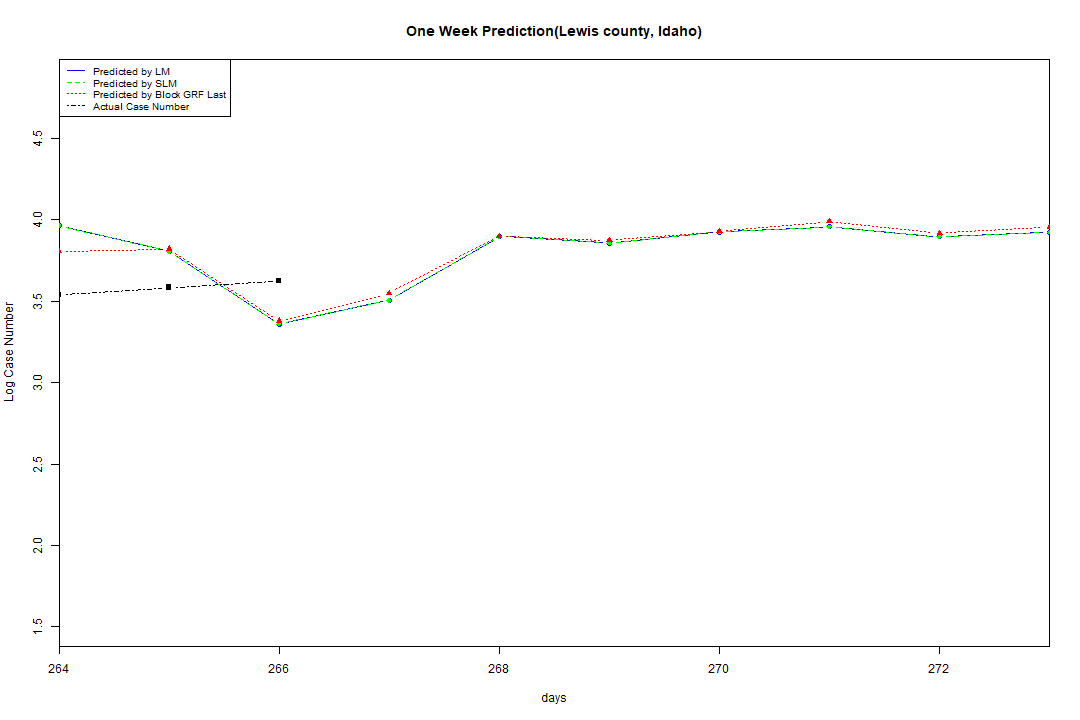 One Week Prediction(Lewis county, Idaho)
Predicted by LM
Predicted by SLM
Predicted by Block GRF Last
Actual Case Number
Log Case Number
4.5
4.0
3.5
3.0
2.5
2.0
1.5
264 266 268 270 272
days